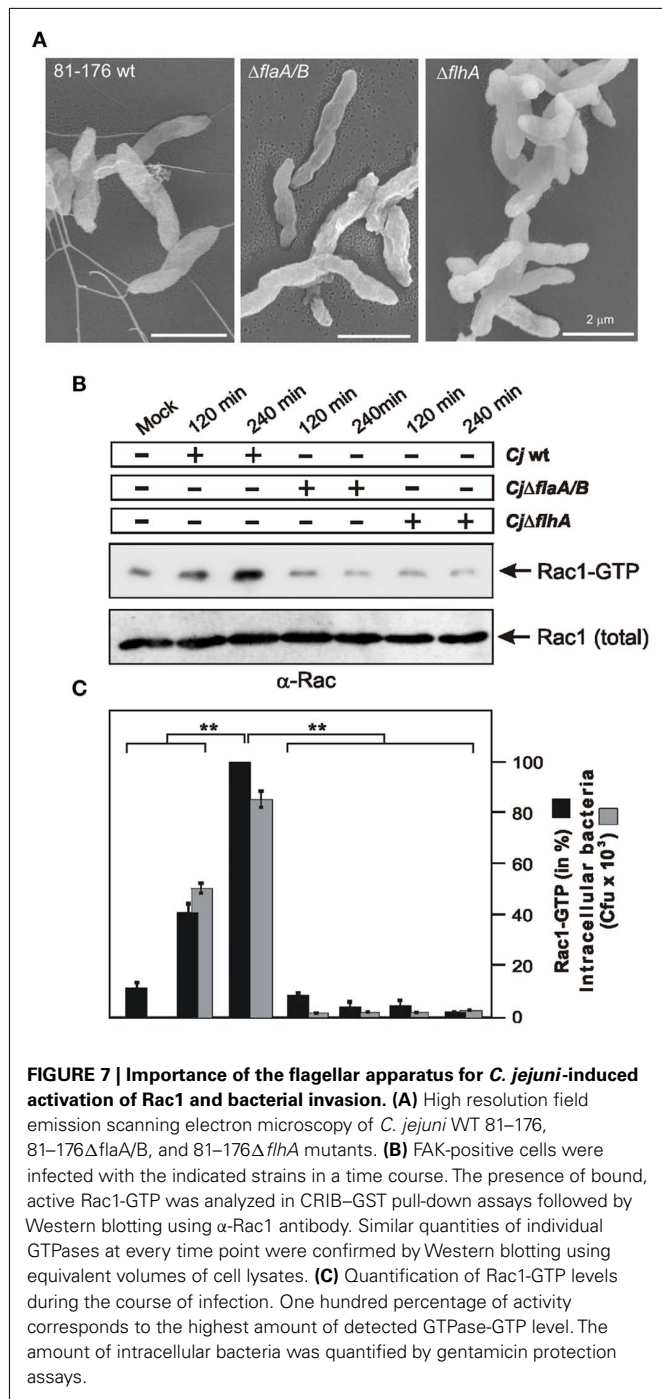 A
81-176 wt
ΔflaA/B
ΔflhA
2 µm
B
Mock
120 min
240 min
120 min
240min
120 min
240 min
– + + – – – – Cj wt
– – – + + – – CjΔflaA/B
– – – – – + + CjΔflhA
Rac1-GTP
Rac1 (total)
α-Rac
C
** **
100
80
60
40
20
0
Rac1-GTP (in %)
Intracellular bacteria
(Cfu x 10³)
FIGURE 7 | Importance of the flagellar apparatus for C. jejuni-induced
activation of Rac1 and bacterial invasion. (A) High resolution field
emission scanning electron microscopy of C. jejuni WT 81–176,
81–176ΔflaA/B, and 81–176ΔflhA mutants. (B) FAK-positive cells were
infected with the indicated strains in a time course. The presence of bound,
active Rac1-GTP was analyzed in CRIB–GST pull-down assays followed by
Western blotting using α-Rac1 antibody. Similar quantities of individual
GTPases at every time point were confirmed by Western blotting using
equivalent volumes of cell lysates. (C) Quantification of Rac1-GTP levels
during the course of infection. One hundred percentage of activity
corresponds to the highest amount of detected GTPase-GTP level. The
amount of intracellular bacteria was quantified by gentamicin protection
assays.